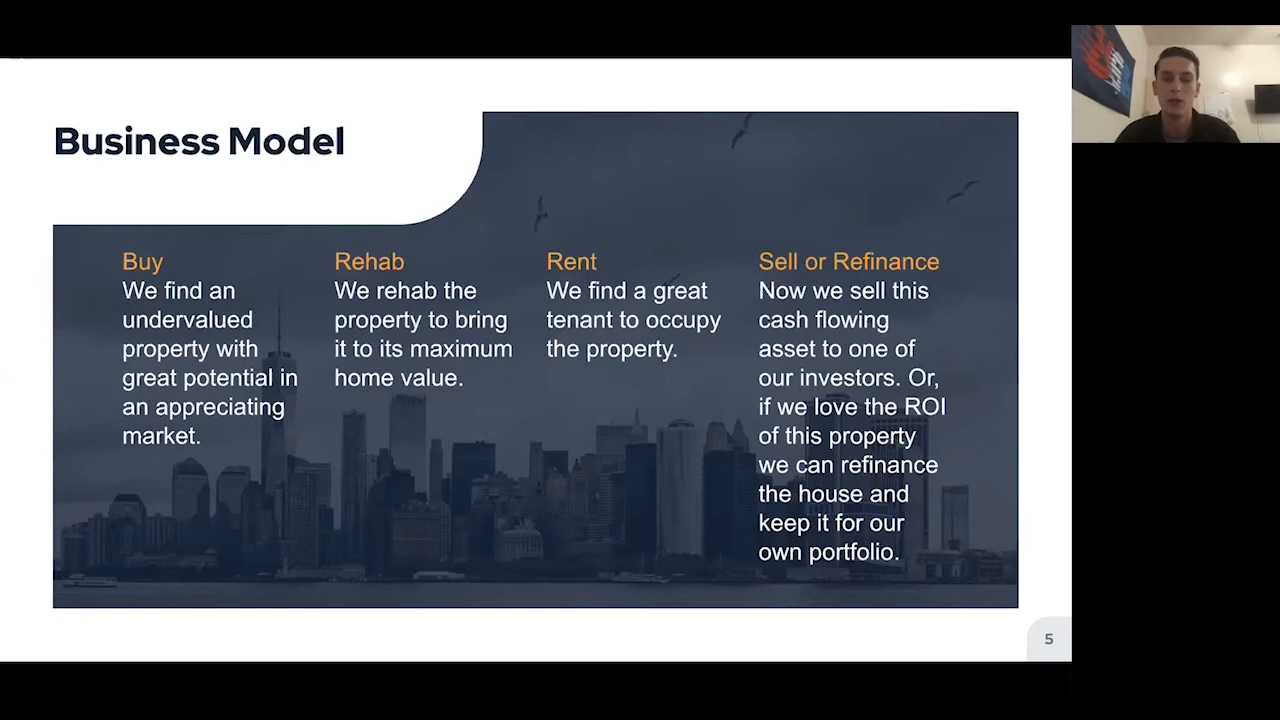 Business Model
Buy
We find an
undervalued
property with
great potential in
an appreciating
market.
Rehab
We rehab the
property to bring
it to its maximum
home value.
Rent
We find a great
tenant to occupy
the property.
Sell or Refinance
Now we sell this
cash flowing
asset to one of
our investors. Or,
if we love the ROI
of this property
we can refinance
the house and
keep it for our
own portfolio.
5